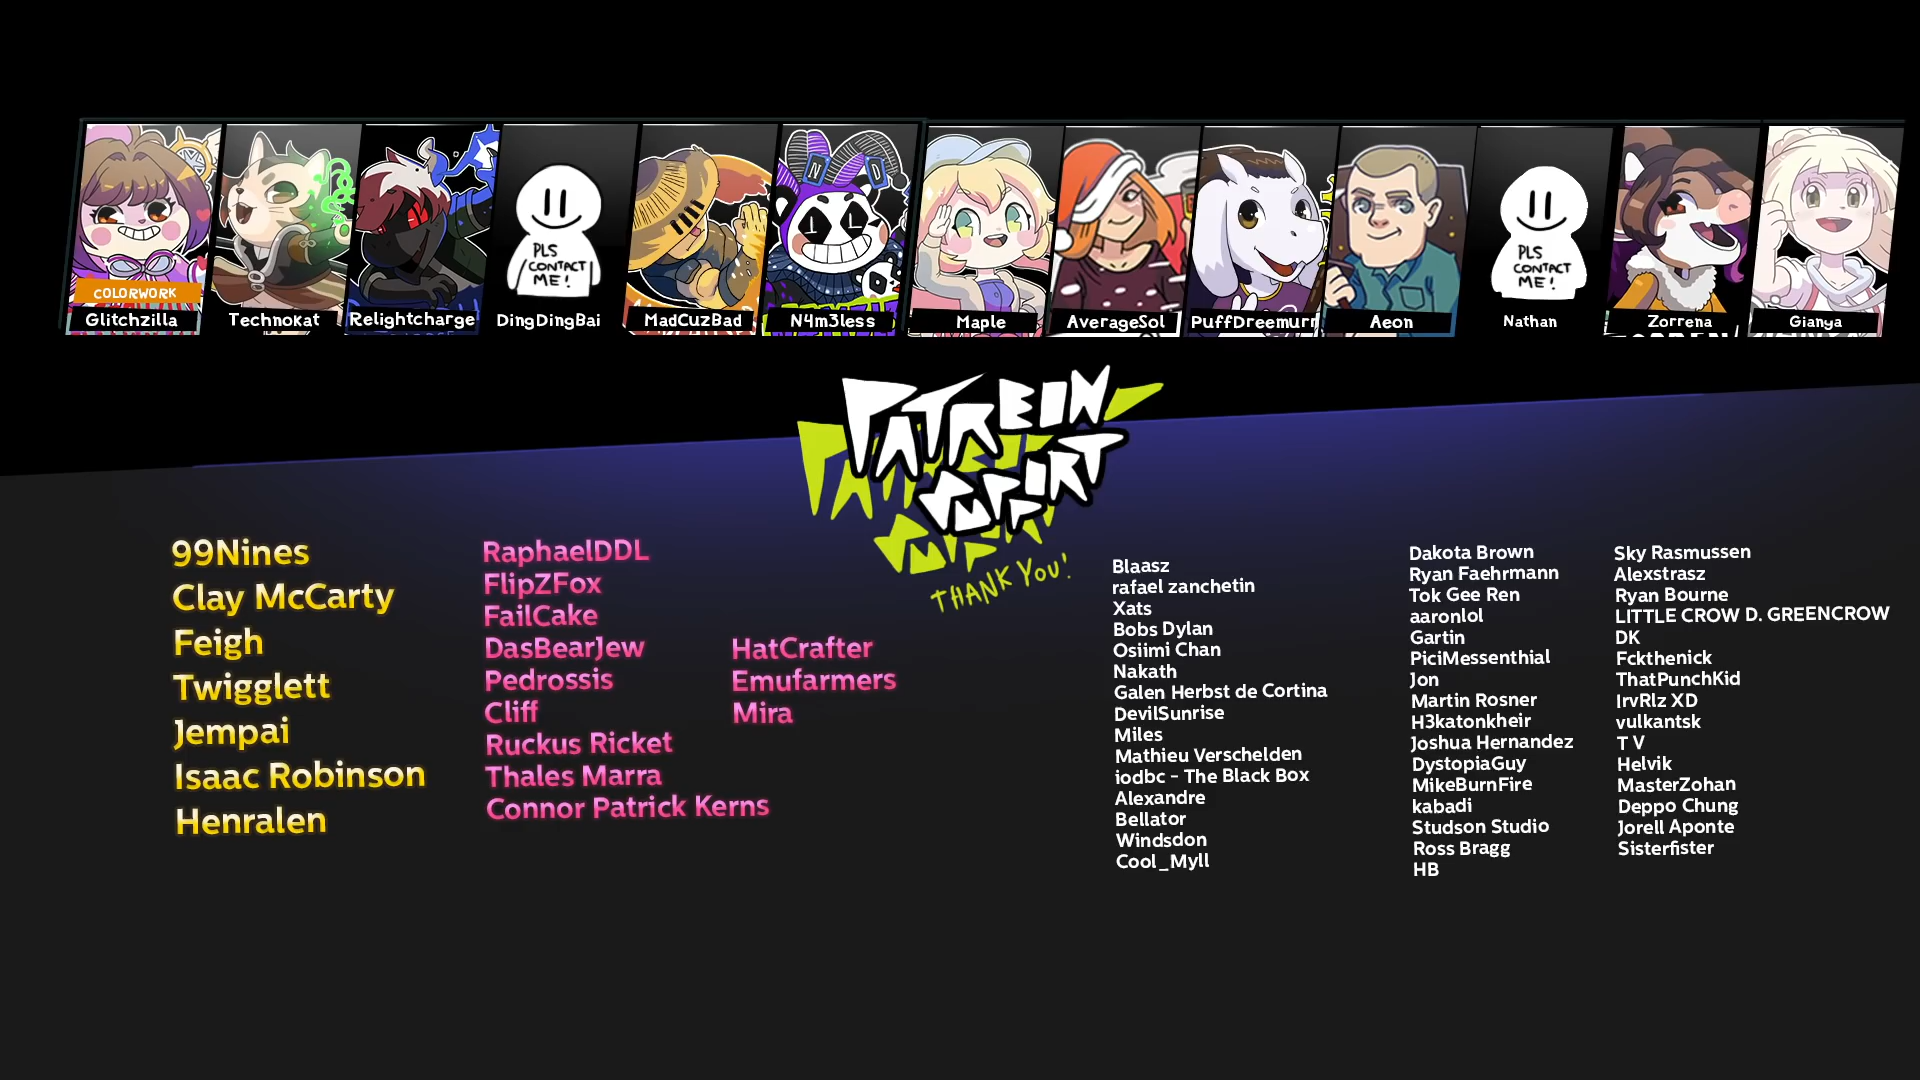 COLORWORK
Glitchzilla
Technokat
Relightcharge
PLS
CONTACT
ME!
DingDingBai
MadCuzBad
N D
N4m3less
Maple
AverageSol
PuffDreemurr
Aeon
PLS
CONTACT
ME!
Nathan
Zorrena
Gianya
PATREON
SUPPORT
THANK YOU!
99Nines
Clay McCarty
Feigh
Twigglett
Jempai
Isaac Robinson
Henralen
RaphaelDDL
FlipZFox
FailCake
DasBearJew
Pedrossis
Cliff
Ruckus Ricket
Thales Marra
Connor Patrick Kerns
HatCrafter
Emufarmers
Mira
Blaasz
rafael zanchetin
Xats
Bobs Dylan
Osiimi Chan
Nakath
Galen Herbst de Cortina
DevilSunrise
Miles
Mathieu Verschelden
iodbc - The Black Box
Alexandre
Bellator
Windsdon
Cool_Myll
Dakota Brown
Ryan Faehrmann
Tok Gee Ren
aaronlol
Gartin
PiciMessenthial
Jon
Martin Rosner
H3katonkheir
Joshua Hernandez
DystopiaGuy
MikeBurnFire
kabadi
Studson Studio
Ross Bragg
HB
Sky Rasmussen
Alexstrasz
Ryan Bourne
LITTLE CROW D. GREENCROW
DK
Fckthenick
ThatPunchKid
IrvRlz XD
vulkantsk
T V
Helvik
MasterZohan
Deppo Chung
Jorell Aponte
Sisterfister